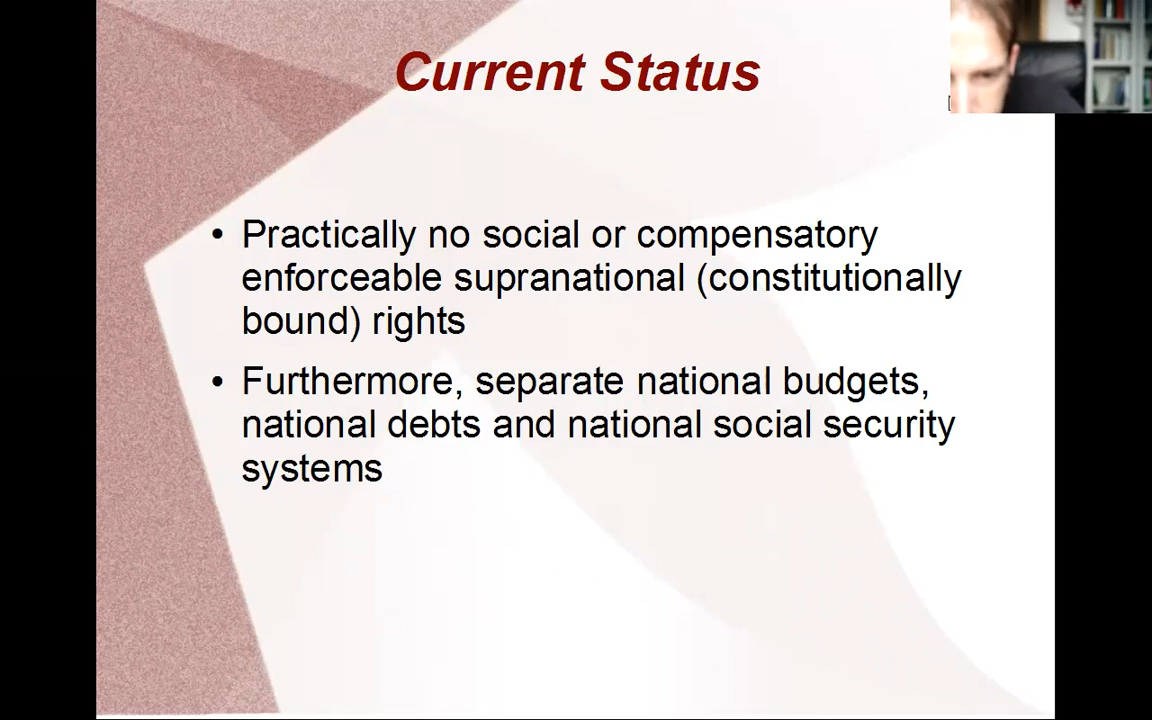 Current Status
• Practically no social or compensatory
enforceable supranational (constitutionally
bound) rights
• Furthermore, separate national budgets,
national debts and national social security
systems